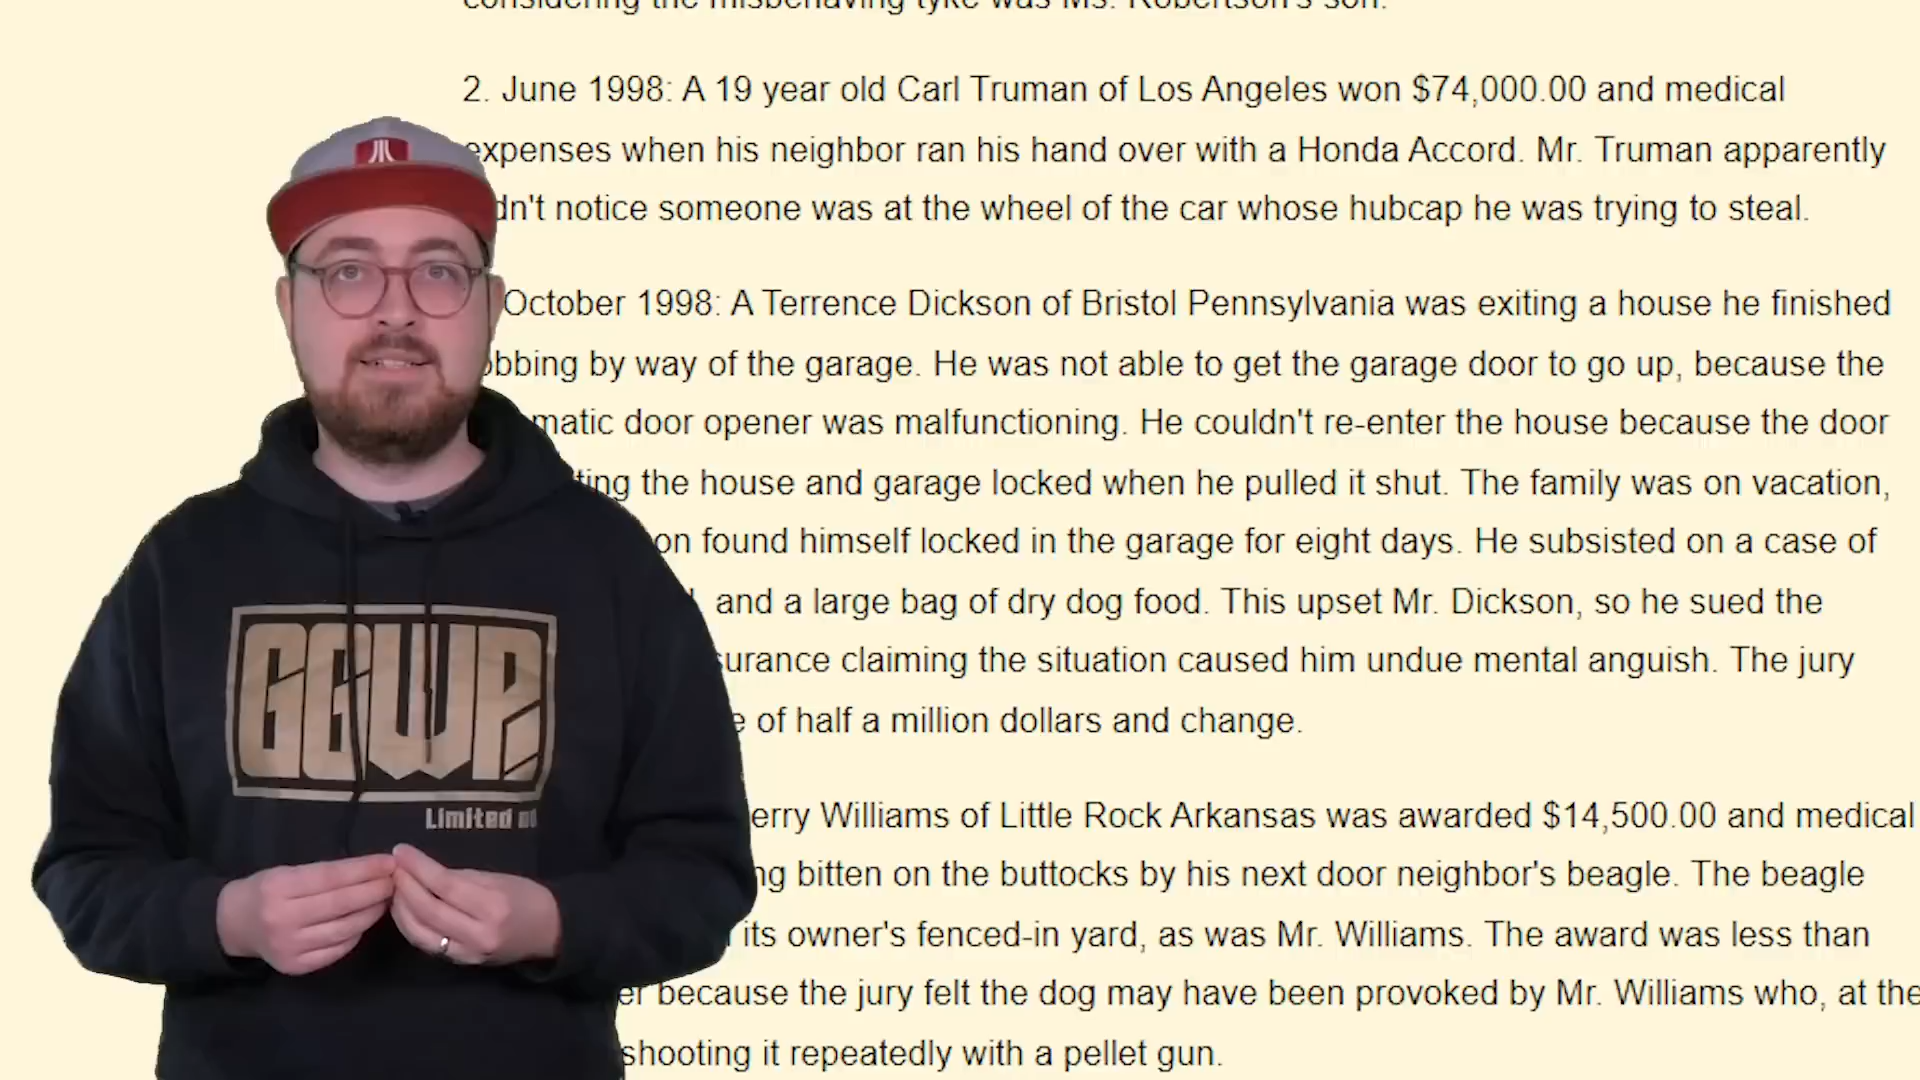 considering the misbehaving tyke was Ms. Robertson's son.
2. June 1998: A 19 year old Carl Truman of Los Angeles won $74,000.00 and medical
expenses when his neighbor ran his hand over with a Honda Accord. Mr. Truman apparently
dn't notice someone was at the wheel of the car whose hubcap he was trying to steal.
October 1998: A Terrence Dickson of Bristol Pennsylvania was exiting a house he finished
obbing by way of the garage. He was not able to get the garage door to go up, because the
matic door opener was malfunctioning. He couldn't re-enter the house because the door
ting the house and garage locked when he pulled it shut. The family was on vacation,
on found himself locked in the garage for eight days. He subsisted on a case of
, and a large bag of dry dog food. This upset Mr. Dickson, so he sued the
surance claiming the situation caused him undue mental anguish. The jury
e of half a million dollars and change.
erry Williams of Little Rock Arkansas was awarded $14,500.00 and medical
ng bitten on the buttocks by his next door neighbor's beagle. The beagle
its owner's fenced-in yard, as was Mr. Williams. The award was less than
er because the jury felt the dog may have been provoked by Mr. Williams who, at the
shooting it repeatedly with a pellet gun.
GGWP
Limited